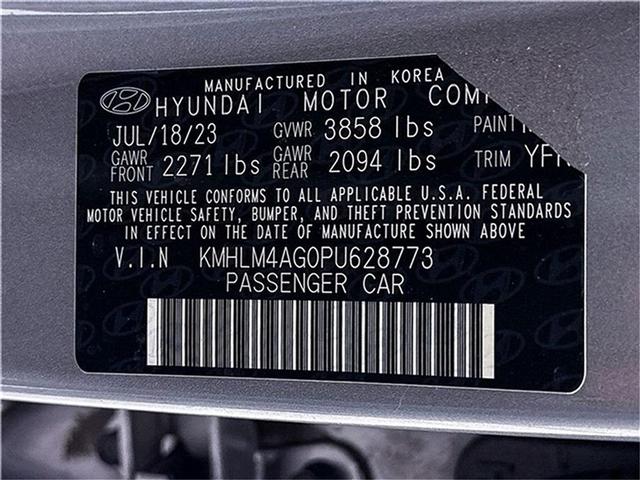 MANUFACTURED IN KOREA
HYUNDAI MOTOR
JUL/18/23 GVWR 3858 lbs PAINT
GAWR FRONT 2271 lbs GAWR REAR 2094 lbs TRIM
THIS VEHICLE CONFORMS TO ALL APPLICABLE U.S.A. FEDERAL
MOTOR VEHICLE SAFETY, BUMPER, AND THEFT PREVENTION STANDARDS
IN EFFECT ON THE DATE OF MANUFACTURE SHOWN ABOVE
V.I.N KMHLM4AG0PU628773
PASSENGER CAR